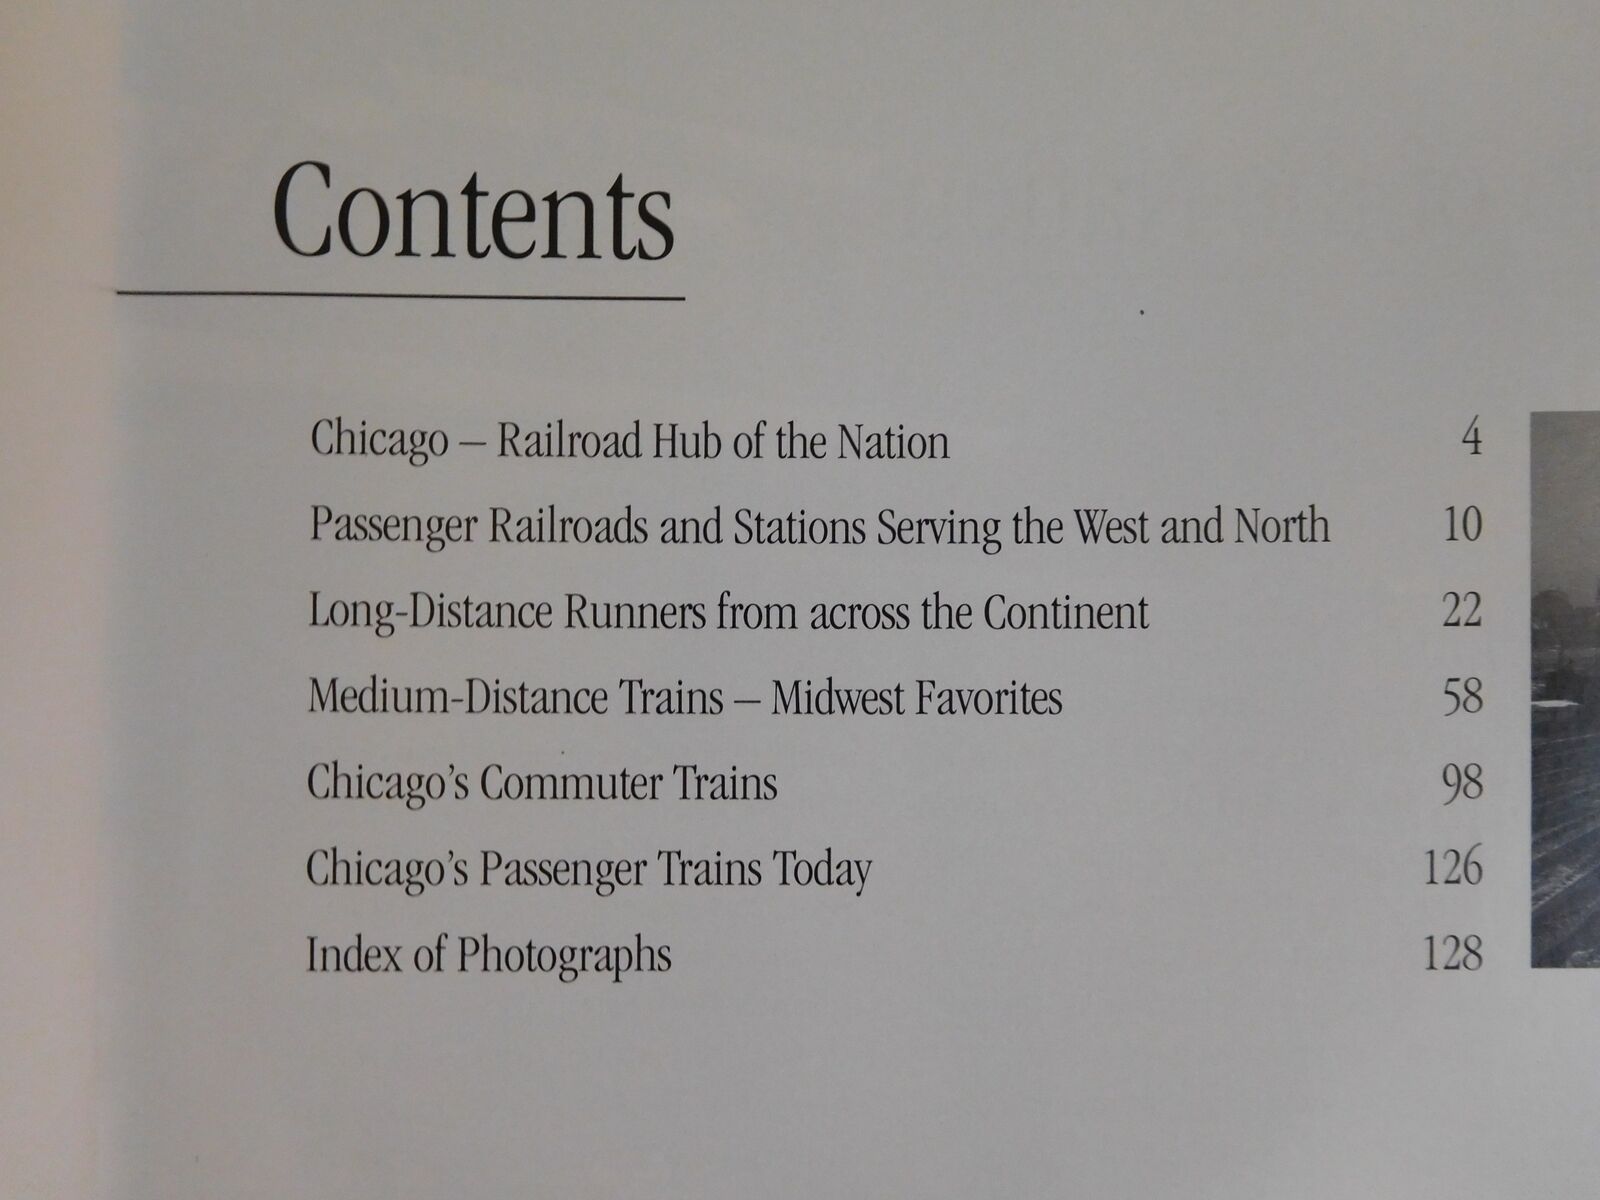 Contents
Chicago – Railroad Hub of the Nation 4
Passenger Railroads and Stations Serving the West and North 10
Long-Distance Runners from across the Continent 22
Medium-Distance Trains – Midwest Favorites 58
Chicago’s Commuter Trains 98
Chicago’s Passenger Trains Today 126
Index of Photographs 128